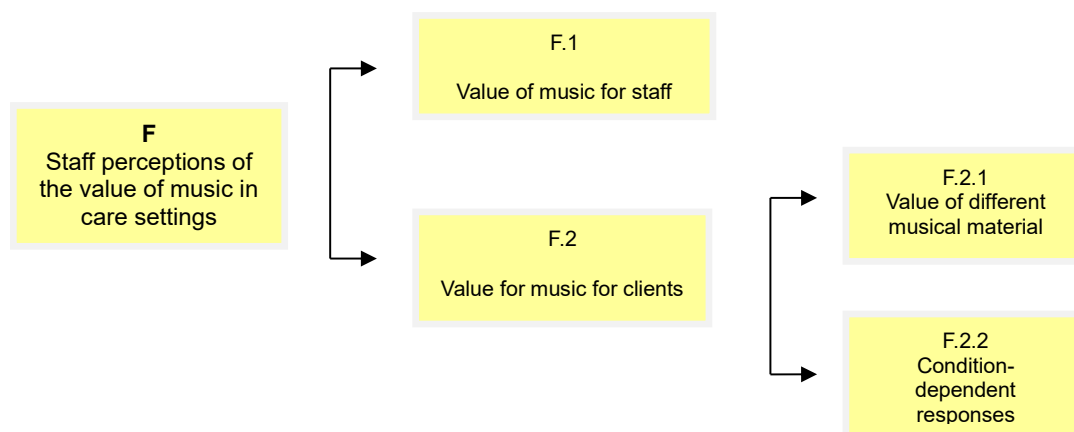 F
Staff perceptions of
the value of music in
care settings
F.1
Value of music for staff
F.2
Value for music for clients
F.2.1
Value of different
musical material
F.2.2
Condition-
dependent
responses